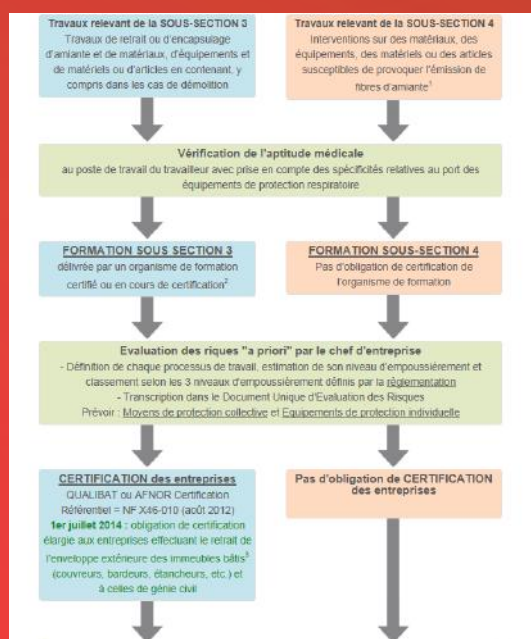 Travaux relevant de la SOUS-SECTION 3
Travaux de retrait ou d'encapsulage
d'amiante et de matériaux, d'équipements et
de matériels ou d'articles en contenant, y
compris dans les cas de démolition
Travaux relevant de la SOUS-SECTION 4
Interventions sur des matériaux, des
équipements, des matériels ou des articles
susceptibles de provoquer l'émission de
fibres d'amiante¹
Vérification de l'aptitude médicale
au poste de travail du travailleur avec prise en compte des spécificités relatives au port des
équipements de protection respiratoire
FORMATION SOUS SECTION 3
délivrée par un organisme de formation
certifié ou en cours de certification²
FORMATION SOUS-SECTION 4
Pas d'obligation de certification de
l'organisme de formation
Evaluation des riques "a priori" par le chef d'entreprise
- Définition de chaque processus de travail, estimation de son niveau d'empoussièrement et
classement selon les 3 niveaux d'empoussièrement définis par la règlementation
- Transcription dans le Document Unique d'Evaluation des Risques
Prévoir : Moyens de protection collective et Equipements de protection individuelle
CERTIFICATION des entreprises
QUALIBAT ou AFNOR Certification
Référentiel = NF X46-010 (août 2012)
1er juillet 2014 : obligation de certification
élargie aux entreprises effectuant le retrait de
l'enveloppe extérieure des immeubles bâtis³
(couvreurs, bardeurs, étancheurs, etc.) et
à celles de génie civil
Pas d'obligation de CERTIFICATION
des entreprises